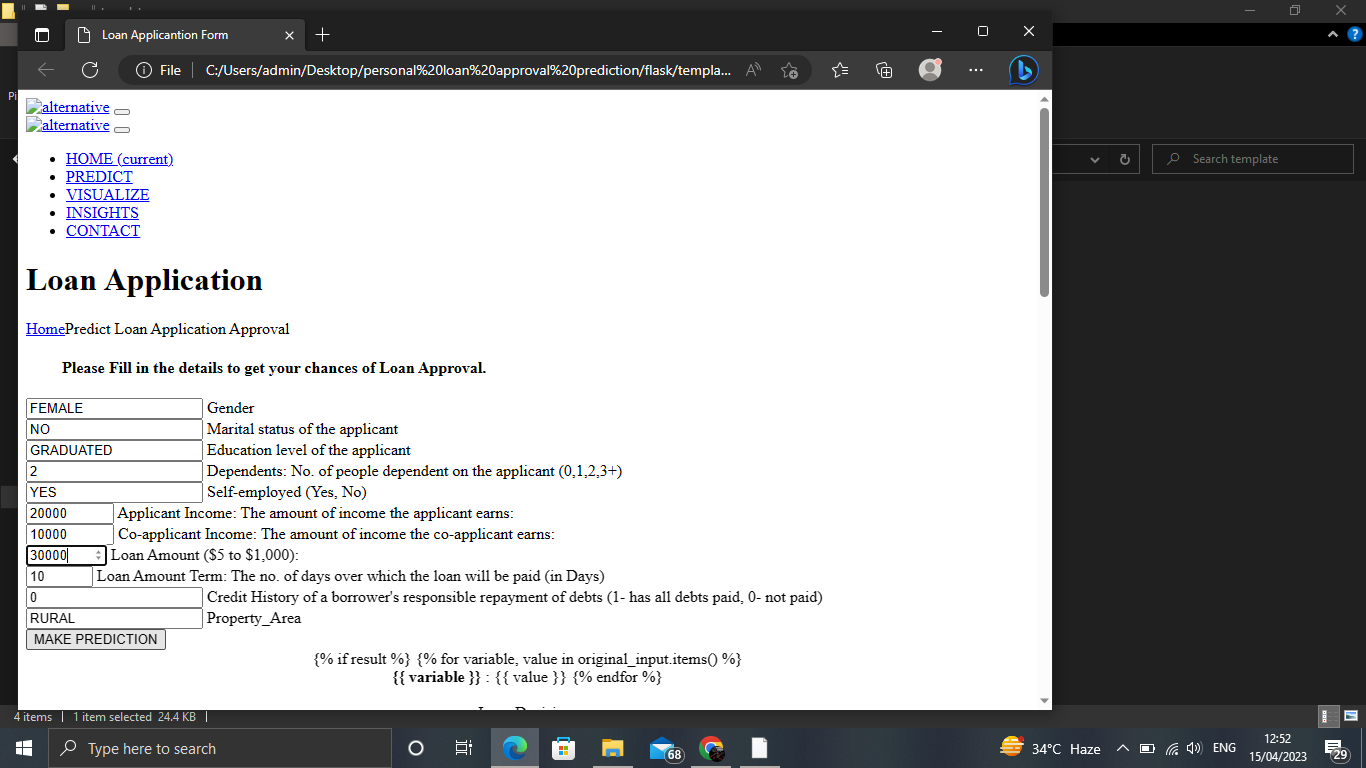 Loan Applicantion Form
File
C:/Users/admin/Desktop/personal%20loan%20approval%20prediction/flask/templa...
Pi
Search template
alternative
alternative
HOME (current)
PREDICT
VISUALIZE
INSIGHTS
CONTACT
Loan Application
HomePredict Loan Application Approval
Please Fill in the details to get your chances of Loan Approval.
FEMALE Gender
NO Marital status of the applicant
GRADUATED Education level of the applicant
2 Dependents: No. of people dependent on the applicant (0,1,2,3+)
YES Self-employed (Yes, No)
20000 Applicant Income: The amount of income the applicant earns:
10000 Co-applicant Income: The amount of income the co-applicant earns:
30000 Loan Amount ($5 to $1,000):
10 Loan Amount Term: The no. of days over which the loan will be paid (in Days)
0 Credit History of a borrower's responsible repayment of debts (1- has all debts paid, 0- not paid)
RURAL Property_Area
MAKE PREDICTION
{% if result %} {% for variable, value in original_input.items() %}
{{ variable }} : {{ value }} {% endfor %}
4 items 1 item selected 24.4 KB
Type here to search
68
34°C Haze
ENG
12:52
15/04/2023
29